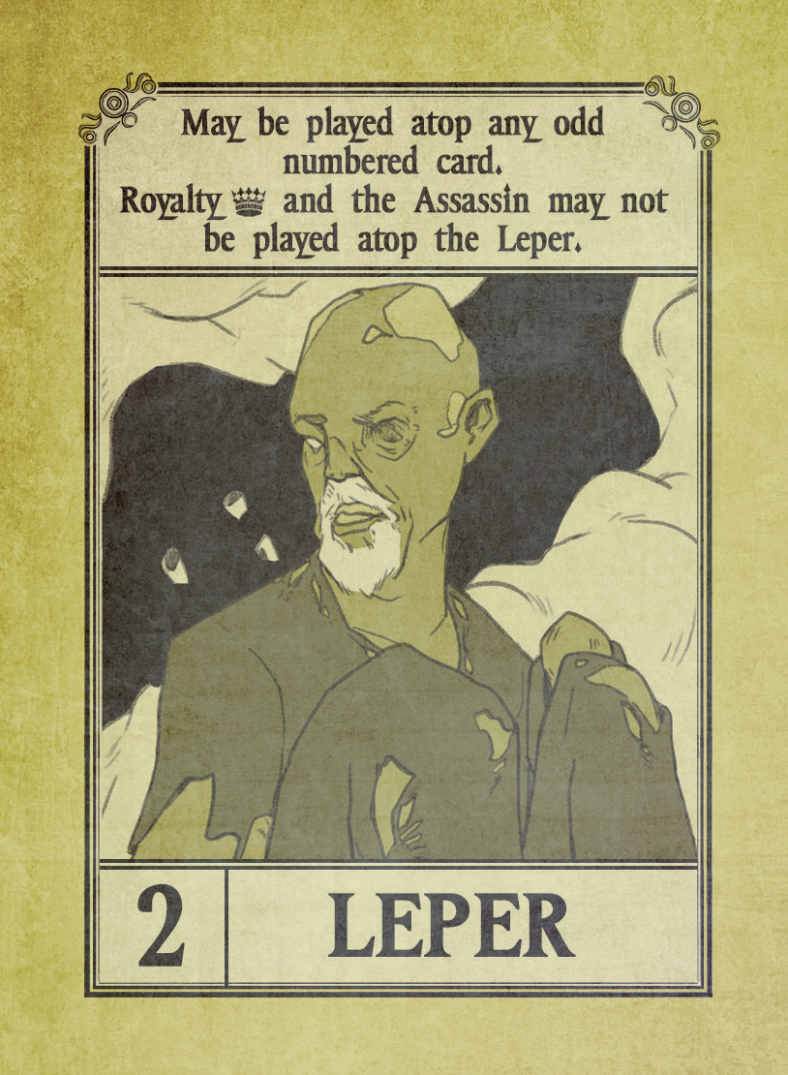 May be played atop any odd
numbered card.
Royalty and the Assassin may not
be played atop the Leper.
2
LEPER